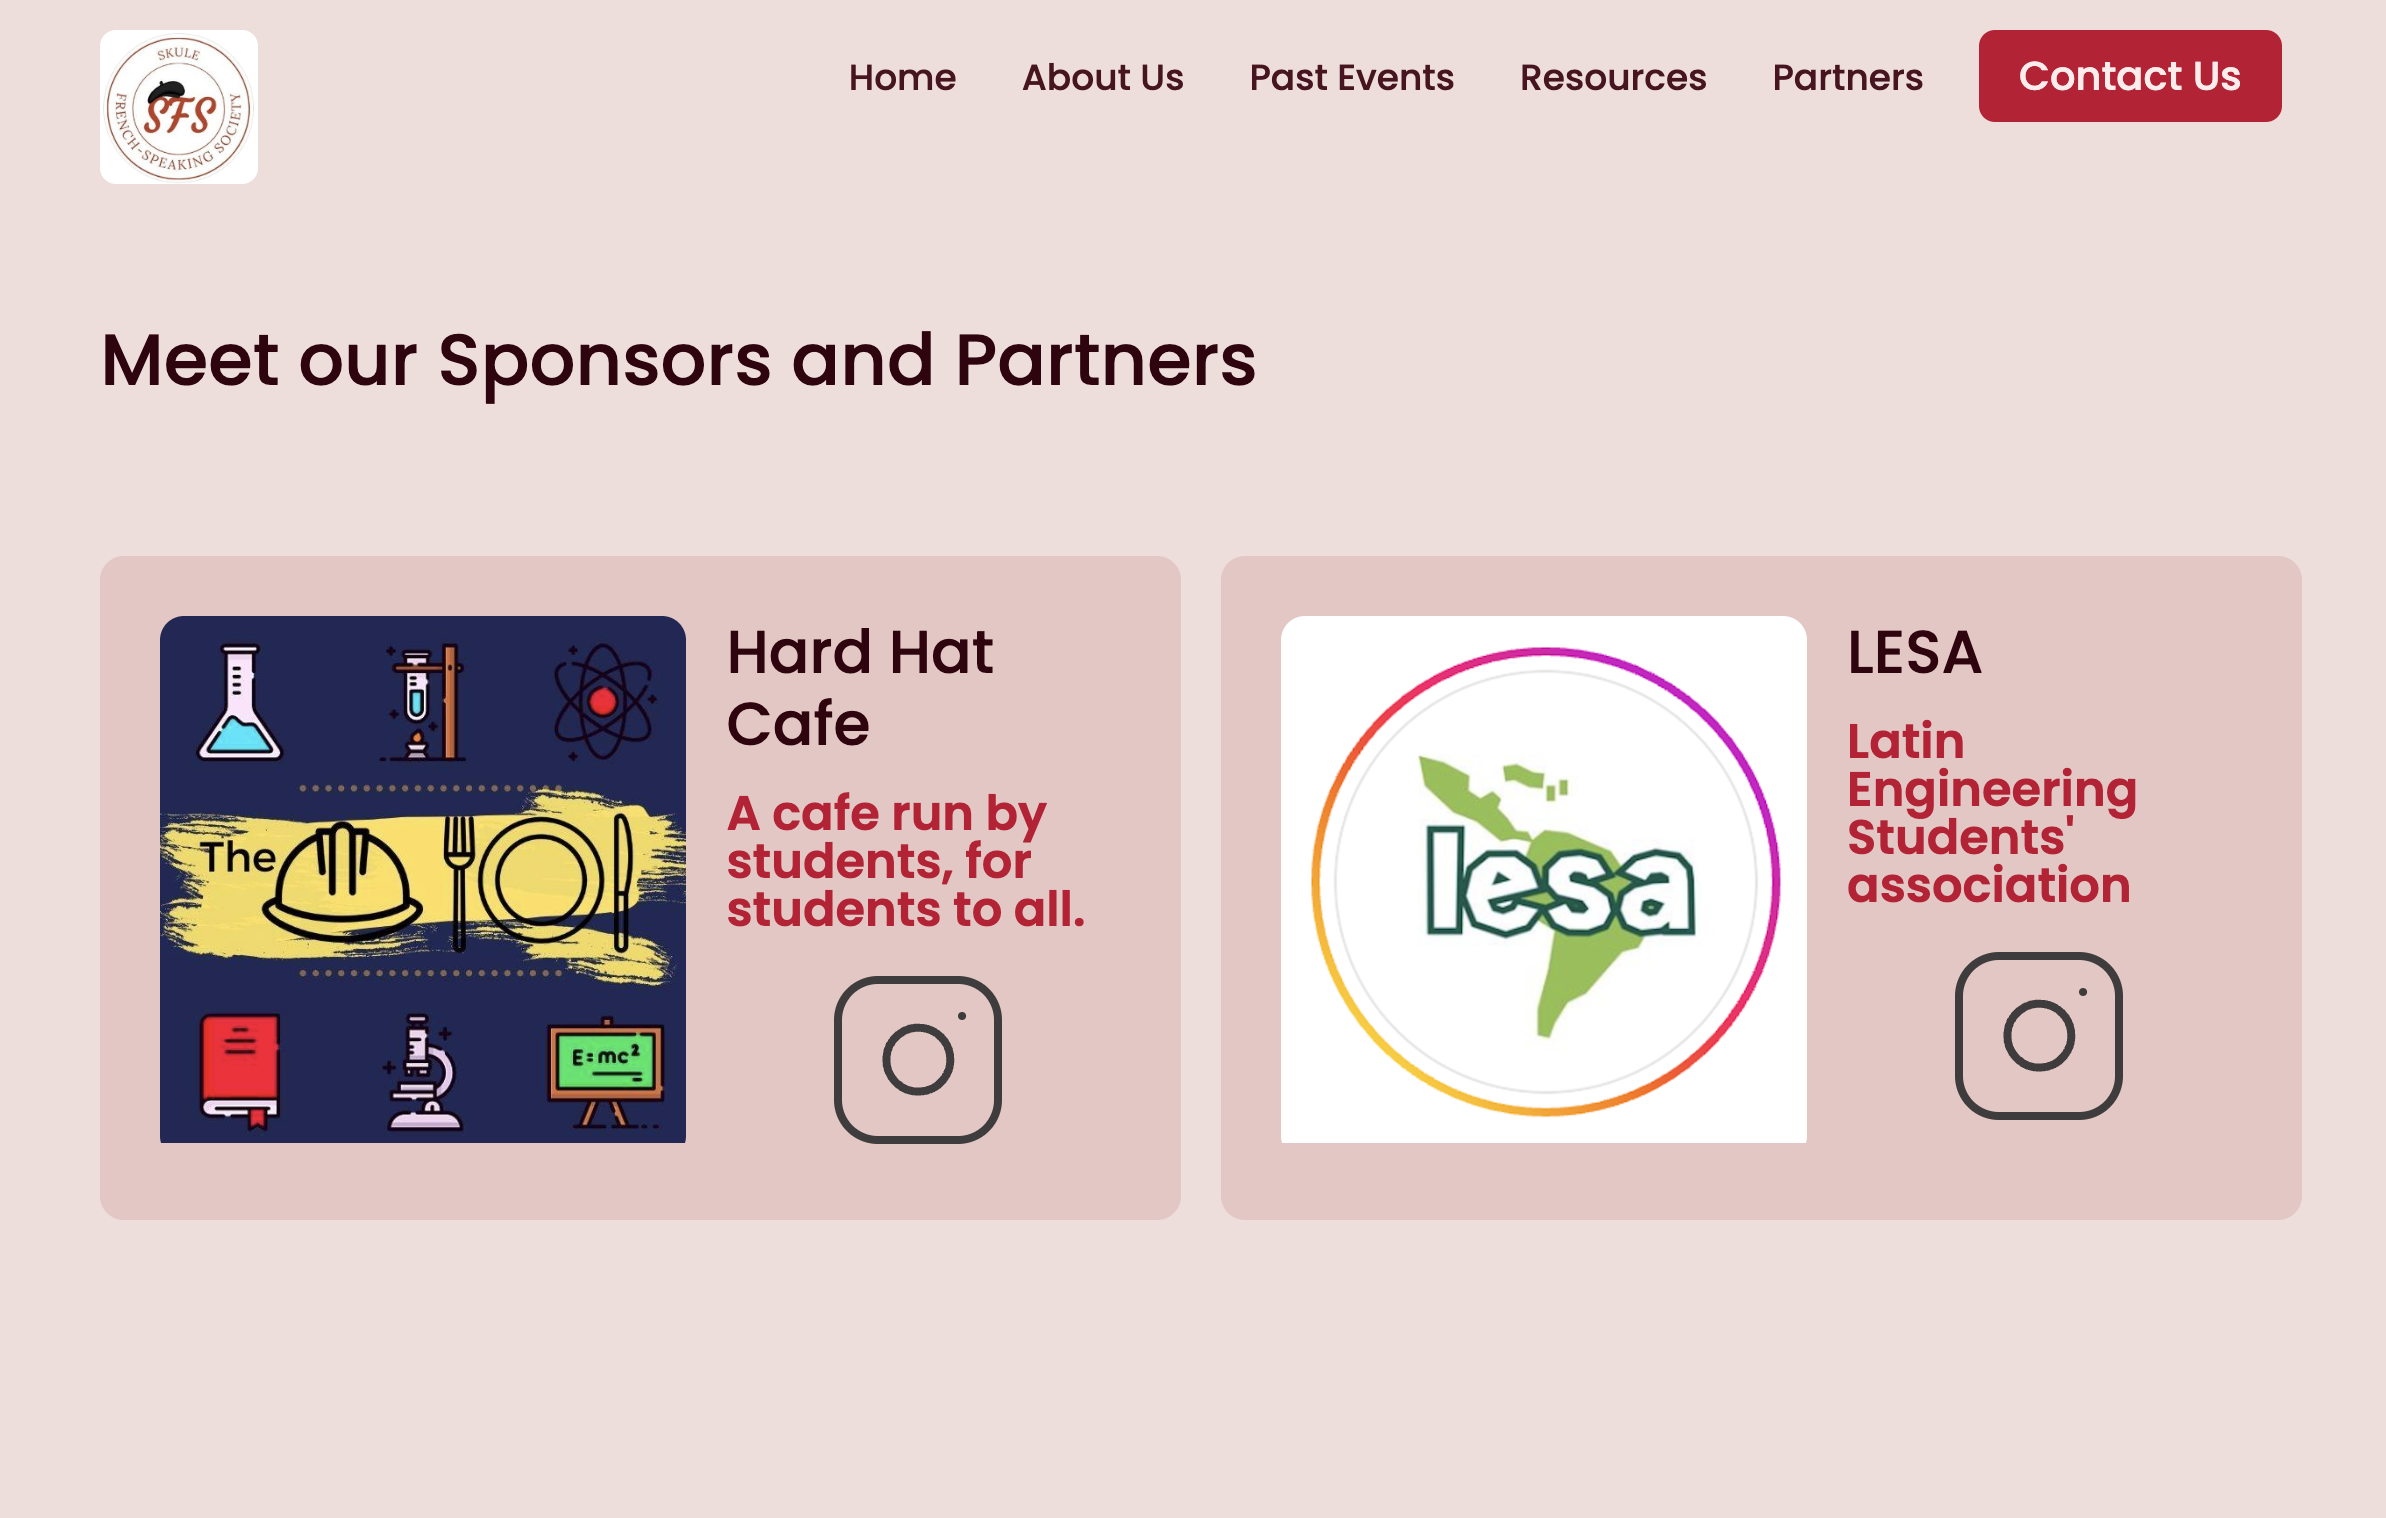 SKULE
SFS
FRENCH-SPEAKING SOCIETY
Home
About Us
Past Events
Resources
Partners
Contact Us
Meet our Sponsors and Partners
The
E=mc²
Hard Hat
Cafe
A cafe run by
students, for
students to all.
lesa
LESA
Latin
Engineering
Students'
association